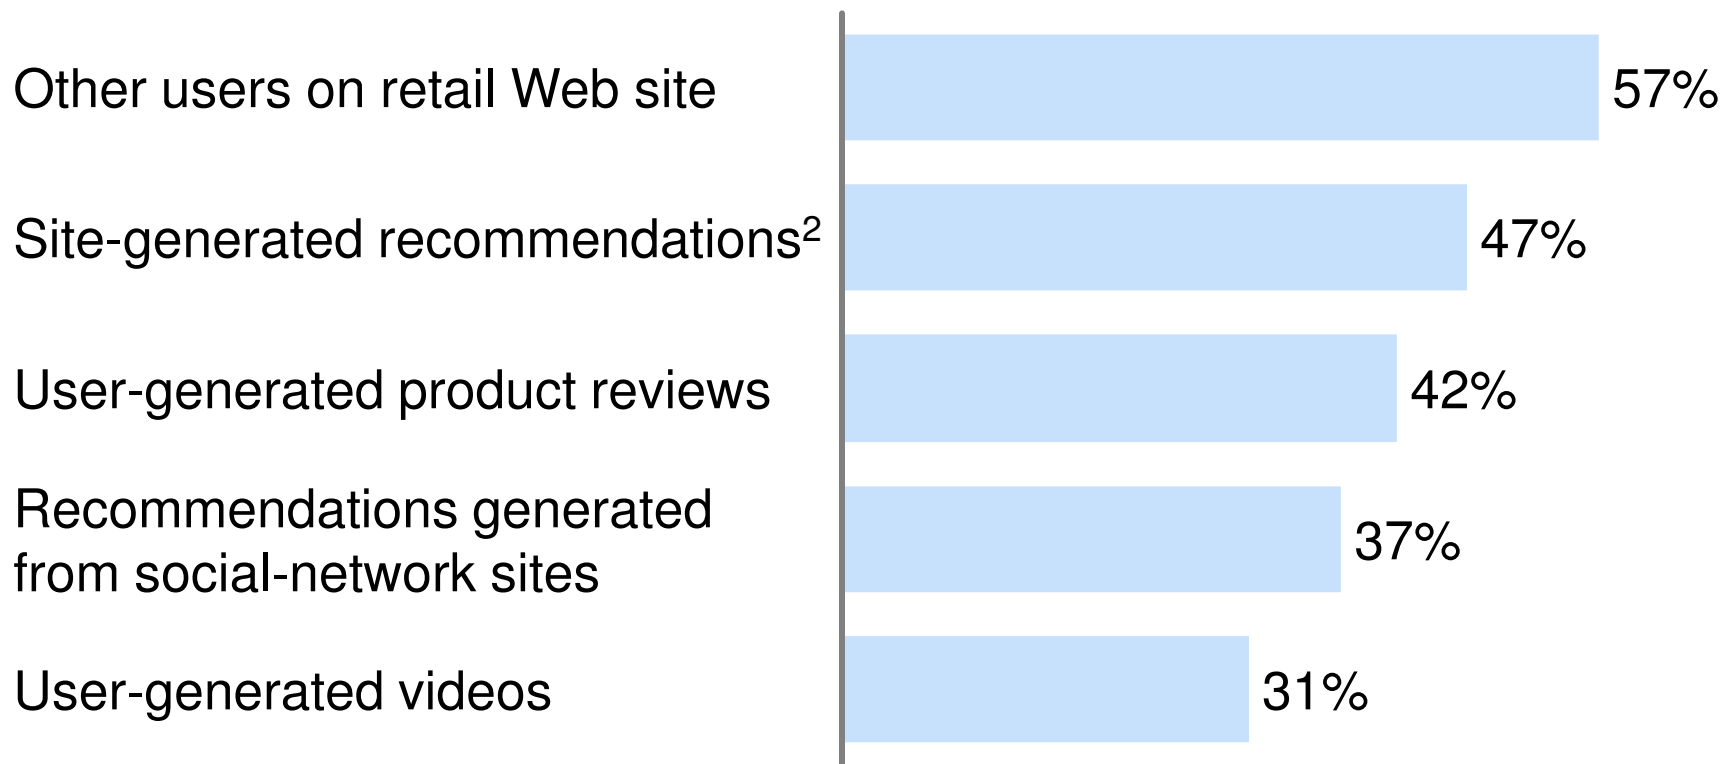 Other users on retail Web site
57%
Site-generated recommendations²
47%
User-generated product reviews
42%
Recommendations generated
from social-network sites
37%
User-generated videos
31%